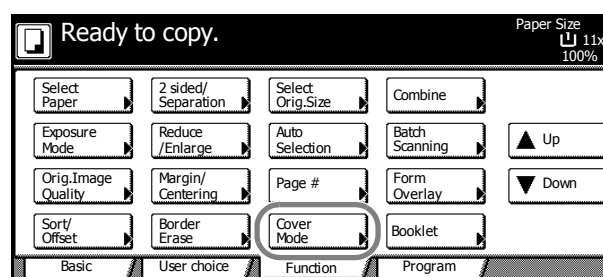 Ready to copy.
Paper Size
11x
100%
Select
Paper
2 sided/
Separation
Select
Orig.Size
Combine
Exposure
Mode
Reduce
/Enlarge
Auto
Selection
Batch
Scanning
Up
Orig.Image
Quality
Margin/
Centering
Page #
Form
Overlay
Down
Sort/
Offset
Border
Erase
Cover
Mode
Booklet
Basic
User choice
Function
Program